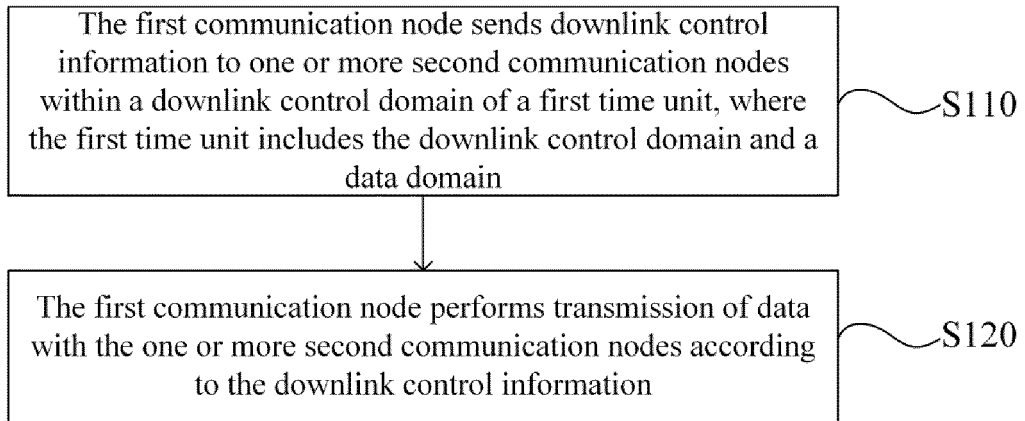 The first communication node sends downlink control
information to one or more second communication nodes
within a downlink control domain of a first time unit, where
the first time unit includes the downlink control domain and a
data domain
S110
The first communication node performs transmission of data
with the one or more second communication nodes according
to the downlink control information
S120